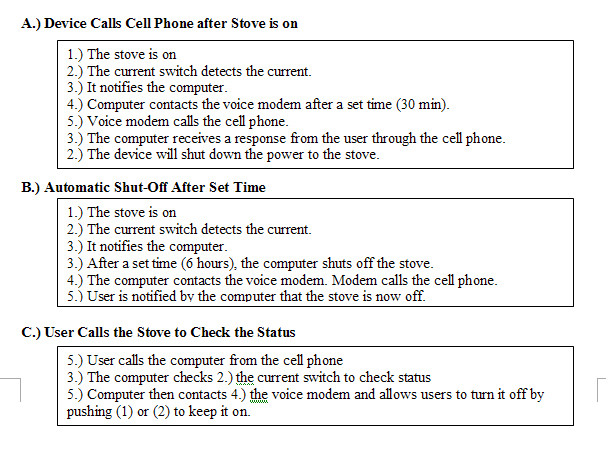 A.) Device Calls Cell Phone after Stove is on
1.) The stove is on
2.) The current switch detects the current.
3.) It notifies the computer.
4.) Computer contacts the voice modem after a set time (30 min).
5.) Voice modem calls the cell phone.
3.) The computer receives a response from the user through the cell phone.
2.) The device will shut down the power to the stove.
B.) Automatic Shut-Off After Set Time
1.) The stove is on
2.) The current switch detects the current.
3.) It notifies the computer.
3.) After a set time (6 hours), the computer shuts off the stove.
4.) The computer contacts the voice modem. Modem calls the cell phone.
5.) User is notified by the computer that the stove is now off.
C.) User Calls the Stove to Check the Status
5.) User calls the computer from the cell phone
3.) The computer checks 2.) the current switch to check status
5.) Computer then contacts 4.) the voice modem and allows users to turn it off by
pushing (1) or (2) to keep it on.